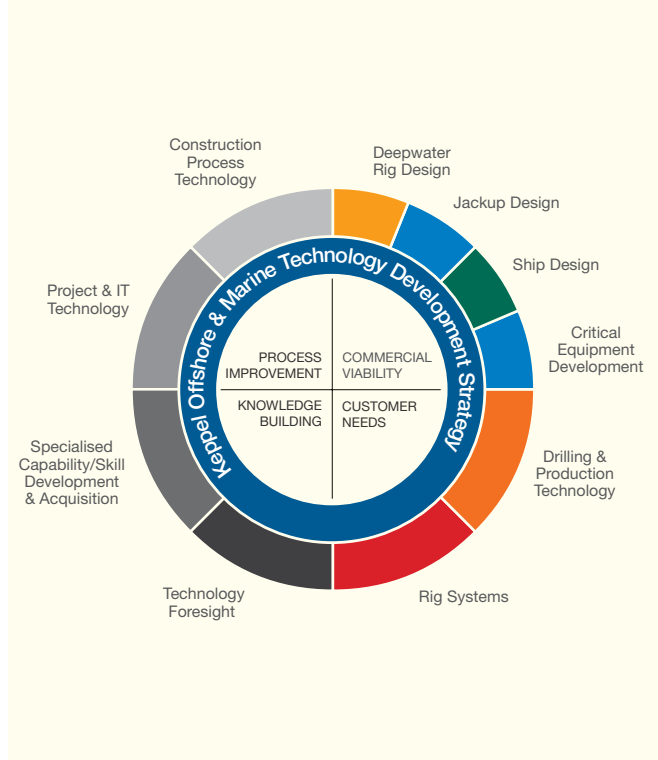 Construction
Process
Technology
Deepwater
Rig Design
Jackup Design
Ship Design
Critical
Equipment
Development
Drilling &
Production
Technology
Rig Systems
Technology
Foresight
Specialised
Capability/Skill
Development
& Acquisition
Project & IT
Technology
Keppel Offshore & Marine Technology Development Strategy
PROCESS
IMPROVEMENT
COMMERCIAL
VIABILITY
KNOWLEDGE
BUILDING
CUSTOMER
NEEDS